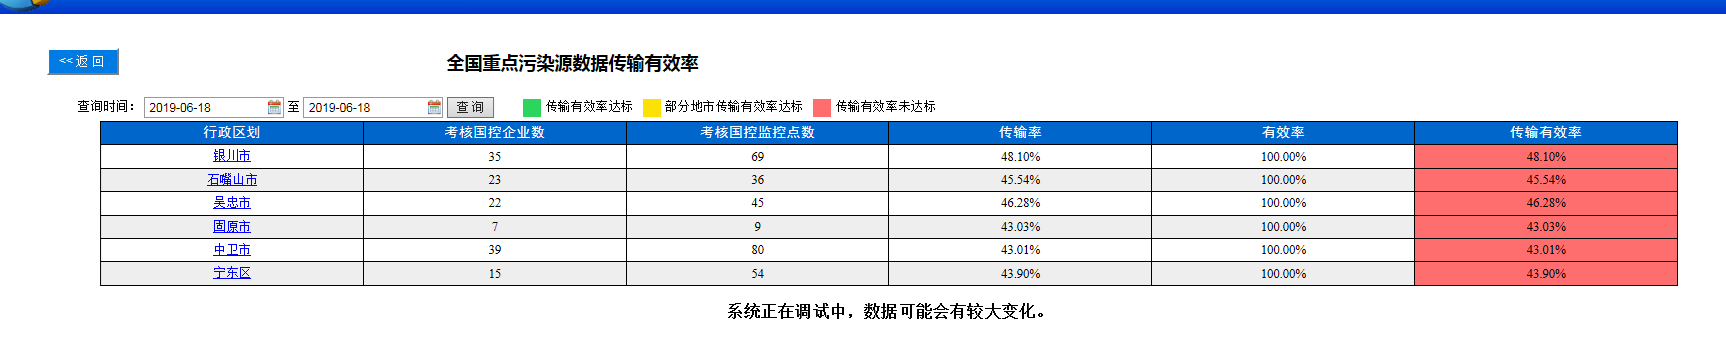 << 返 回
全国重点污染源数据传输有效率
查询时间： 2019-06-18 至 2019-06-18 查 询 传输有效率达标 部分地市传输有效率达标 传输有效率未达标
行政区划 考核国控企业数 考核国控监控点数 传输率 有效率 传输有效率
银川市 35 69 48.10% 100.00% 48.10%
石嘴山市 23 36 45.54% 100.00% 45.54%
吴忠市 22 45 46.28% 100.00% 46.28%
固原市 7 9 43.03% 100.00% 43.03%
中卫市 39 80 43.01% 100.00% 43.01%
宁东区 15 54 43.90% 100.00% 43.90%
系统正在调试中，数据可能会有较大变化。